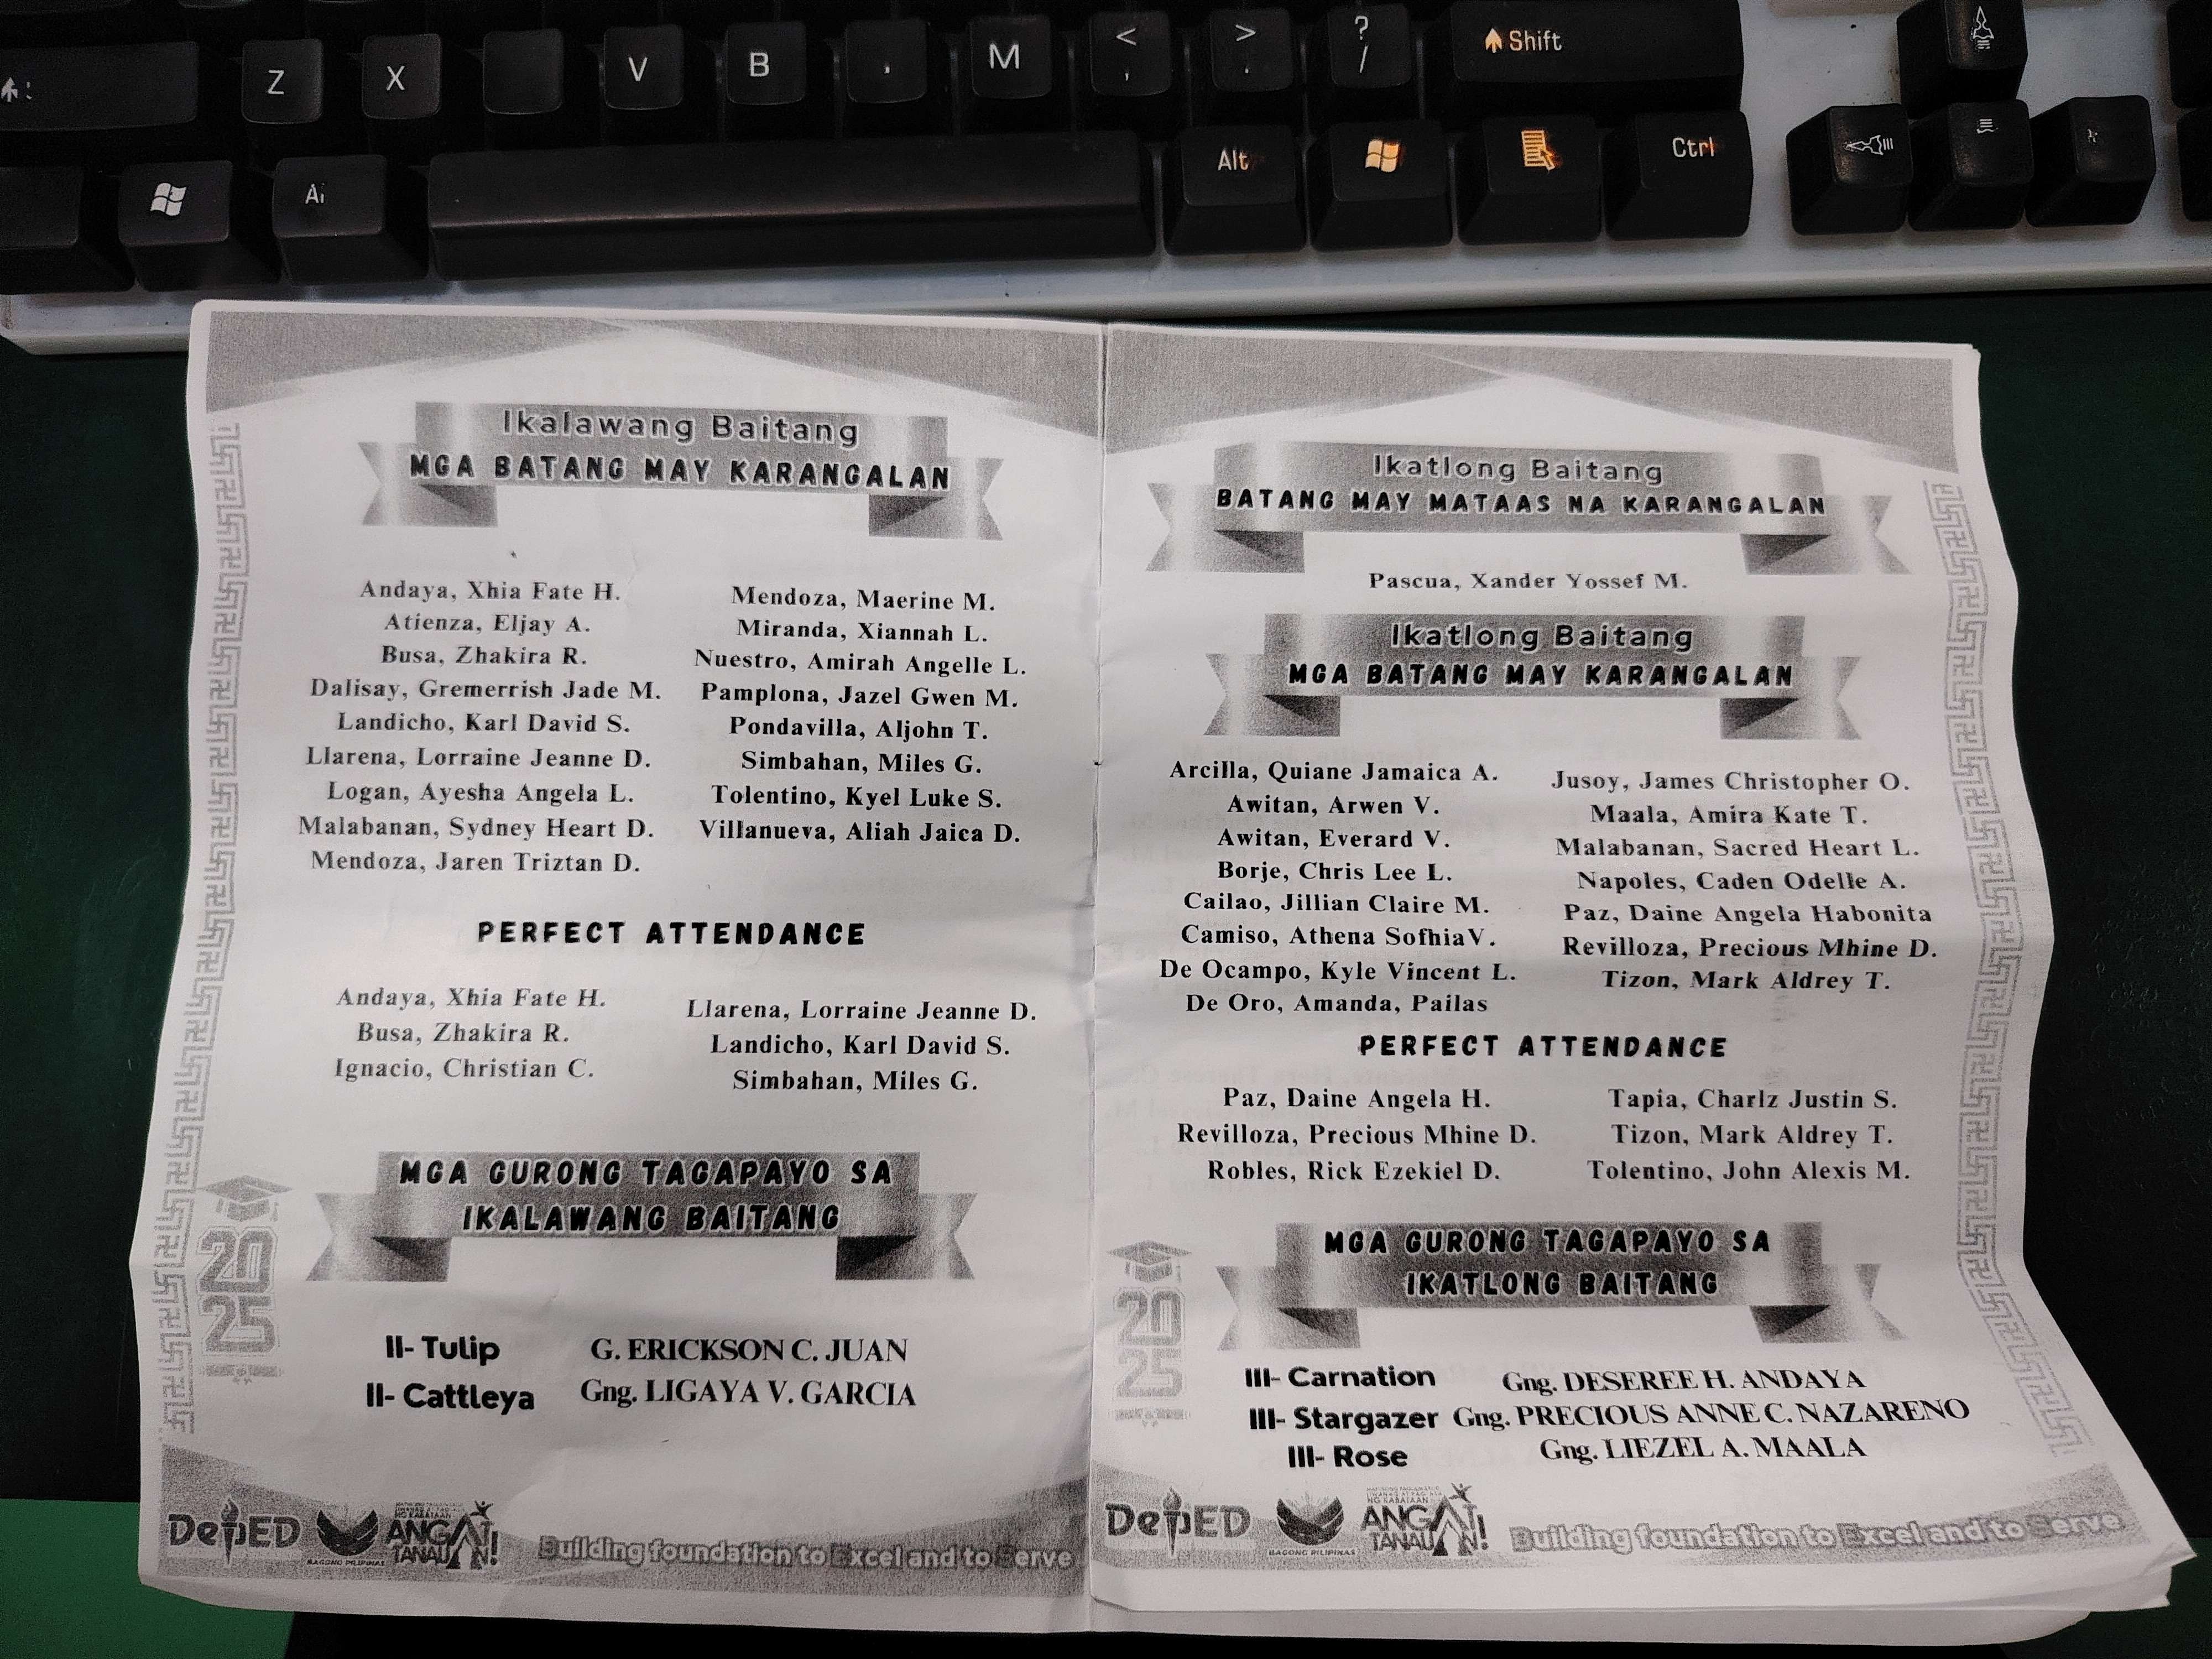 Z X V B , M < , > . ? / Shift
Alt Ctrl
Ikalawang Baitang
MGA BATANG MAY KARANGALAN
Andaya, Xhia Fate H.
Atienza, Eljay A.
Busa, Zhakira R.
Dalisay, Gremerrish Jade M.
Landicho, Karl David S.
Llarena, Lorraine Jeanne D.
Logan, Ayesha Angela L.
Malabanan, Sydney Heart D.
Mendoza, Jaren Triztan D.
Mendoza, Maerine M.
Miranda, Xiannah L.
Nuestro, Amirah Angelle L.
Pamplona, Jazel Gwen M.
Pondavilla, Aljohn T.
Simbahan, Miles G.
Tolentino, Kyel Luke S.
Villanueva, Aliah Jaica D.
PERFECT ATTENDANCE
Andaya, Xhia Fate H.
Busa, Zhakira R.
Ignacio, Christian C.
Llarena, Lorraine Jeanne D.
Landicho, Karl David S.
Simbahan, Miles G.
MGA GURONG TAGAPAYO SA
IKALAWANG BAITANG
20
25
II- Tulip G. ERICKSON C. JUAN
II- Cattleya Gng. LIGAYA V. GARCIA
DepED
BAGONG PILIPINAS
ANGAT
TANAUAN!
Building foundation to Excel and to Serve
Ikatlong Baitang
BATANG MAY MATAAS NA KARANGALAN
Pascua, Xander Yossef M.
Ikatlong Baitang
MGA BATANG MAY KARANGALAN
Arcilla, Quiane Jamaica A.
Awitan, Arwen V.
Awitan, Everard V.
Borje, Chris Lee L.
Cailao, Jillian Claire M.
Camiso, Athena SofhiaV.
De Ocampo, Kyle Vincent L.
De Oro, Amanda, Pailas
Jusoy, James Christopher O.
Maala, Amira Kate T.
Malabanan, Sacred Heart L.
Napoles, Caden Odelle A.
Paz, Daine Angela Habonita
Revilloza, Precious Mhine D.
Tizon, Mark Aldrey T.
PERFECT ATTENDANCE
Paz, Daine Angela H.
Revilloza, Precious Mhine D.
Robles, Rick Ezekiel D.
Tapia, Charlz Justin S.
Tizon, Mark Aldrey T.
Tolentino, John Alexis M.
MGA GURONG TAGAPAYO SA
IKATLONG BAITANG
20
25
III- Carnation Gng. DESEREE H. ANDAYA
III- Stargazer Gng. PRECIOUS ANNE C. NAZARENO
III- Rose Gng. LIEZEL A. MAALA
DepED
BAGONG PILIPINAS
ANGAT
TANAUAN!
Building foundation to Excel and to Serve